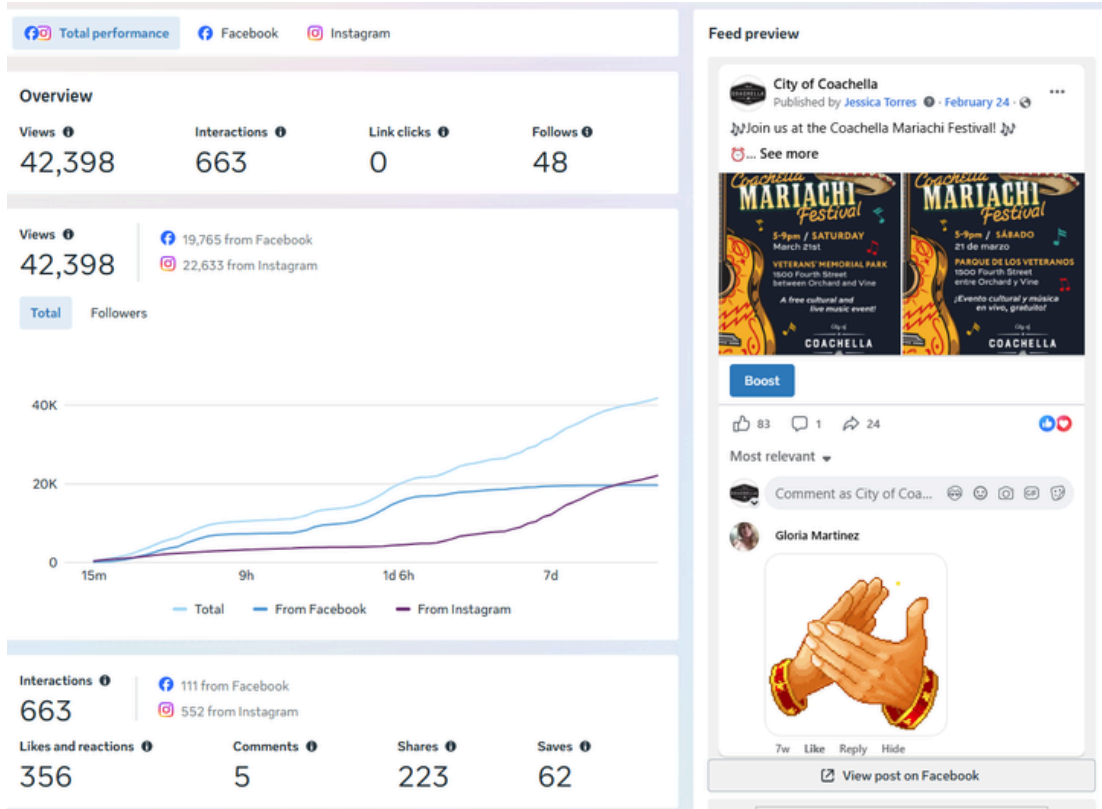 Total performance
Facebook
Instagram
Overview
Views
Interactions
Link clicks
Follows
42,398
663
0
48
Views
42,398
19,765 from Facebook
22,633 from Instagram
Total
Followers
40K
20K
0
15m
9h
1d 6h
7d
Total
From Facebook
From Instagram
Interactions
663
111 from Facebook
552 from Instagram
Likes and reactions
Comments
Shares
Saves
356
5
223
62
Feed preview
City of Coachella
Published by Jessica Torres · February 24 ·
Join us at the Coachella Mariachi Festival!
... See more
Coachella
MARIACHI
Festival
5-9pm / SATURDAY
March 21st
VETERANS' MEMORIAL PARK
1500 Fourth Street
between Orchard and Vine
A free cultural and
live music event!
City of
COACHELLA
Coachella
MARIACHI
Festival
5-9pm / SÁBADO
21 de marzo
PARQUE DE LOS VETERANOS
1500 Fourth Street
entre Orchard y Vine
¡Evento cultural y música
en vivo, gratuito!
City of
COACHELLA
Boost
83
1
24
Most relevant
Comment as City of Coa...
GIF
Gloria Martinez
7w Like Reply Hide
View post on Facebook